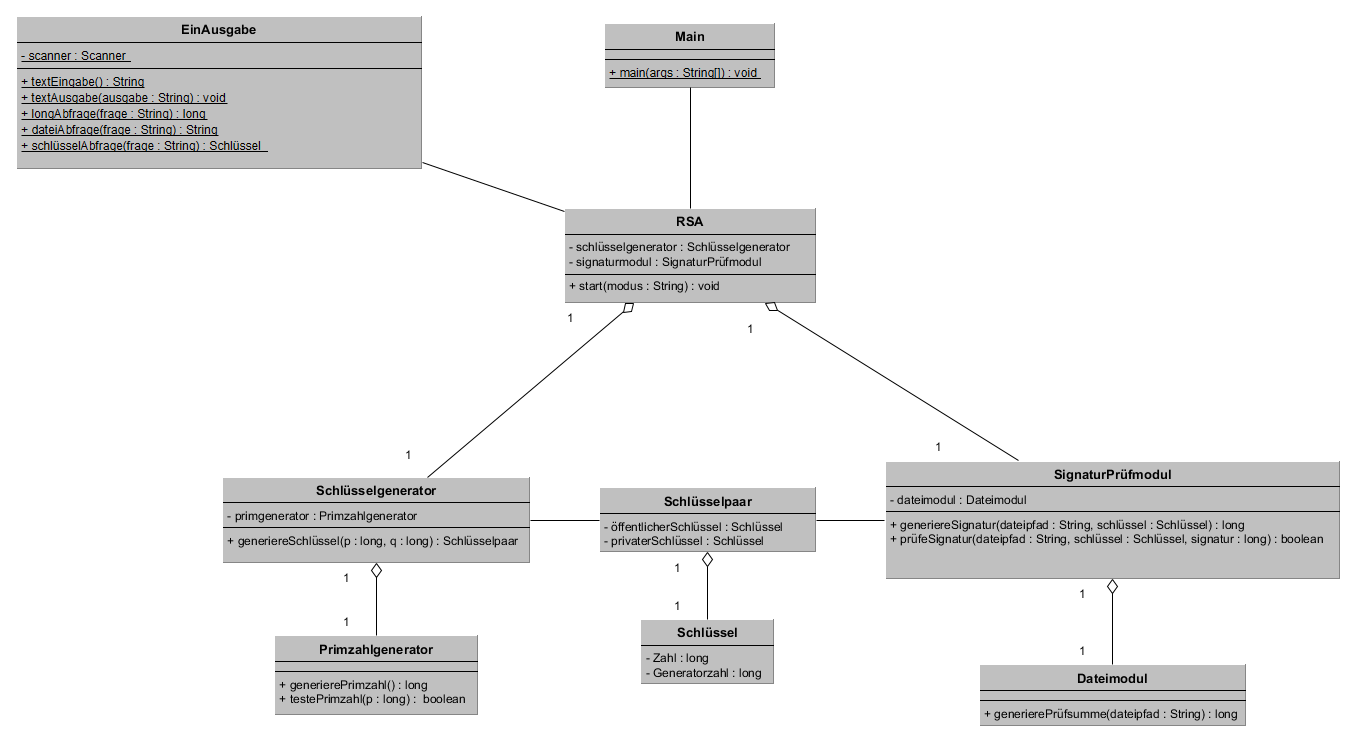 EinAusgabe
- scanner : Scanner
+ textEingabe() : String
+ textAusgabe(ausgabe : String) : void
+ longAbfrage(frage : String) : long
+ dateiAbfrage(frage : String) : String
+ schlüsselAbfrage(frage : String) : Schlüssel
Main
+ main(args : String[]) : void
RSA
- schlüsselgenerator : Schlüsselgenerator
- signaturmodul : SignaturPrüfmodul
+ start(modus : String) : void
1
1
1
1
Schlüsselgenerator
- primgenerator : Primzahlgenerator
+ generiereSchlüssel(p : long, q : long) : Schlüsselpaar
Schlüsselpaar
- öffentlicherSchlüssel : Schlüssel
- privaterSchlüssel : Schlüssel
SignaturPrüfmodul
- dateimodul : Dateimodul
+ generiereSignatur(dateipfad : String, schlüssel : Schlüssel) : long
+ prüfeSignatur(dateipfad : String, schlüssel : Schlüssel, signatur : long) : boolean
1
1
1
1
1
1
Primzahlgenerator
+ generierePrimzahl() : long
+ testePrimzahl(p : long) : boolean
Schlüssel
- Zahl : long
- Generatorzahl : long
Dateimodul
+ generierePrüfsumme(dateipfad : String) : long